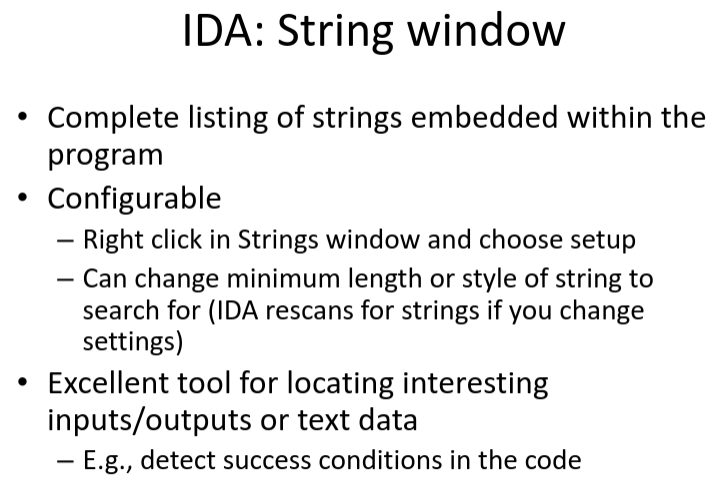 IDA: String window
• Complete listing of strings embedded within the
program
• Configurable
– Right click in Strings window and choose setup
– Can change minimum length or style of string to
search for (IDA rescans for strings if you change
settings)
• Excellent tool for locating interesting
inputs/outputs or text data
– E.g., detect success conditions in the code